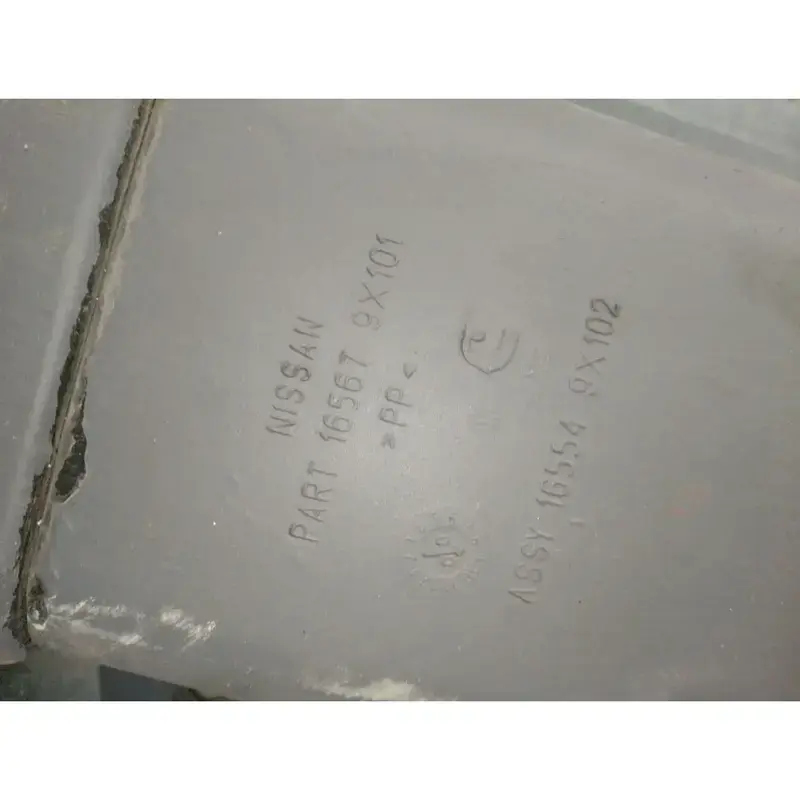 NISSAN
PART 16567 9X101
>PP<
ASSY 16554 9X102